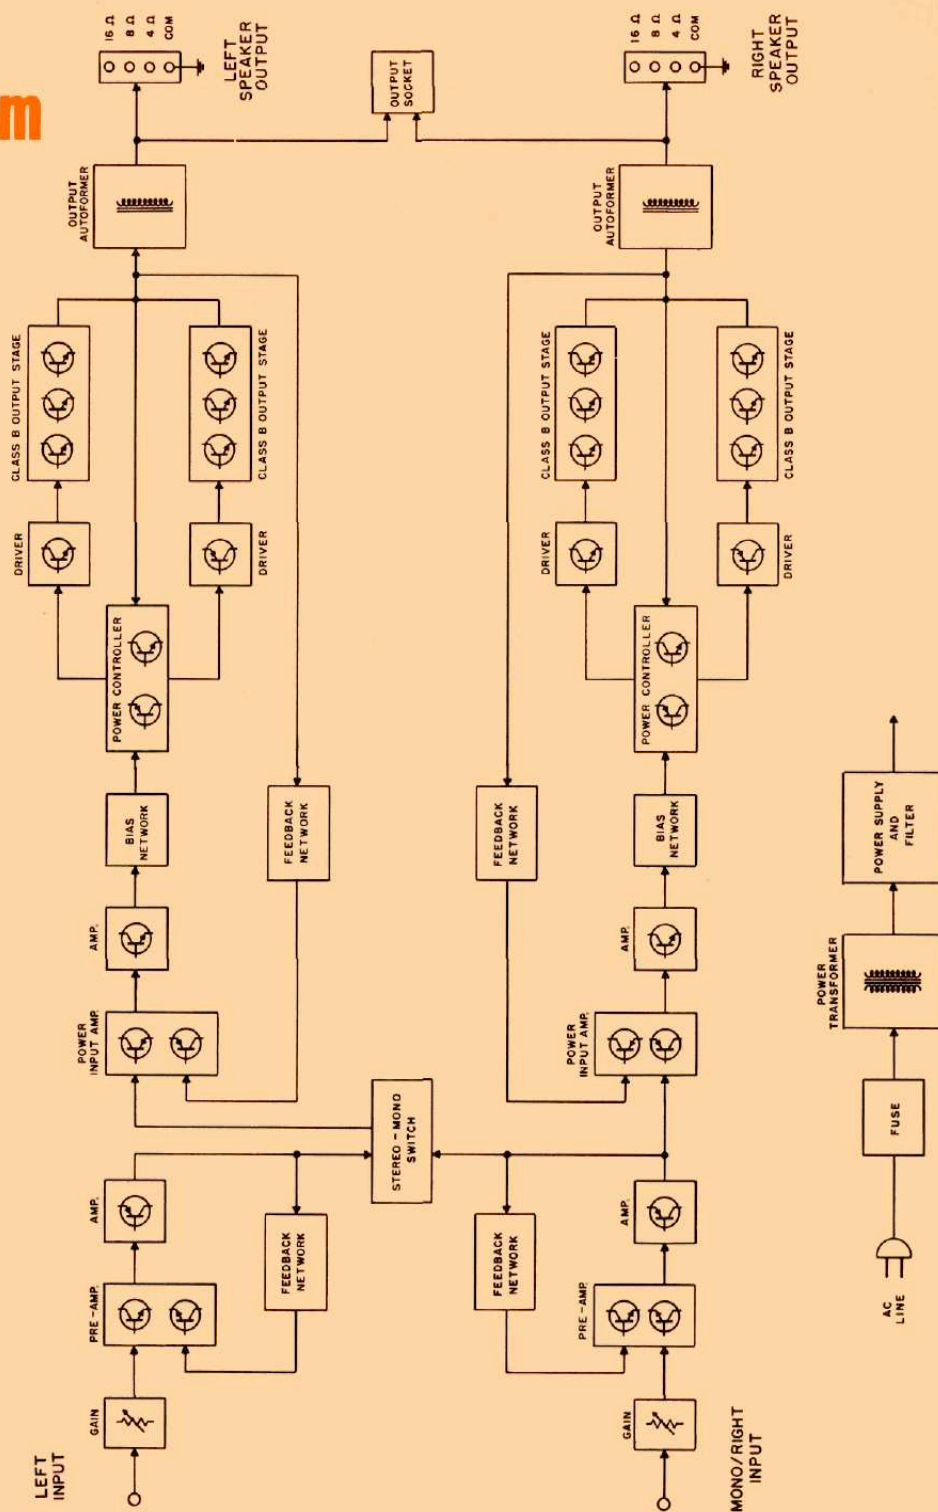 m
LEFT
INPUT
GAIN
PRE-AMP.
AMP.
FEEDBACK
NETWORK
POWER
INPUT AMP.
AMP.
BIAS
NETWORK
FEEDBACK
NETWORK
POWER CONTROLLER
DRIVER
DRIVER
CLASS B OUTPUT STAGE
CLASS B OUTPUT STAGE
OUTPUT
AUTOFORMER
16 Ω
8 Ω
4 Ω
COM
LEFT
SPEAKER
OUTPUT
STEREO-MONO
SWITCH
OUTPUT
SOCKET
MONO/RIGHT
INPUT
GAIN
PRE-AMP.
AMP.
FEEDBACK
NETWORK
POWER
INPUT AMP.
AMP.
BIAS
NETWORK
FEEDBACK
NETWORK
POWER CONTROLLER
DRIVER
DRIVER
CLASS B OUTPUT STAGE
CLASS B OUTPUT STAGE
OUTPUT
AUTOFORMER
16 Ω
8 Ω
4 Ω
COM
RIGHT
SPEAKER
OUTPUT
AC
LINE
FUSE
POWER
TRANSFORMER
POWER SUPPLY
AND
FILTER